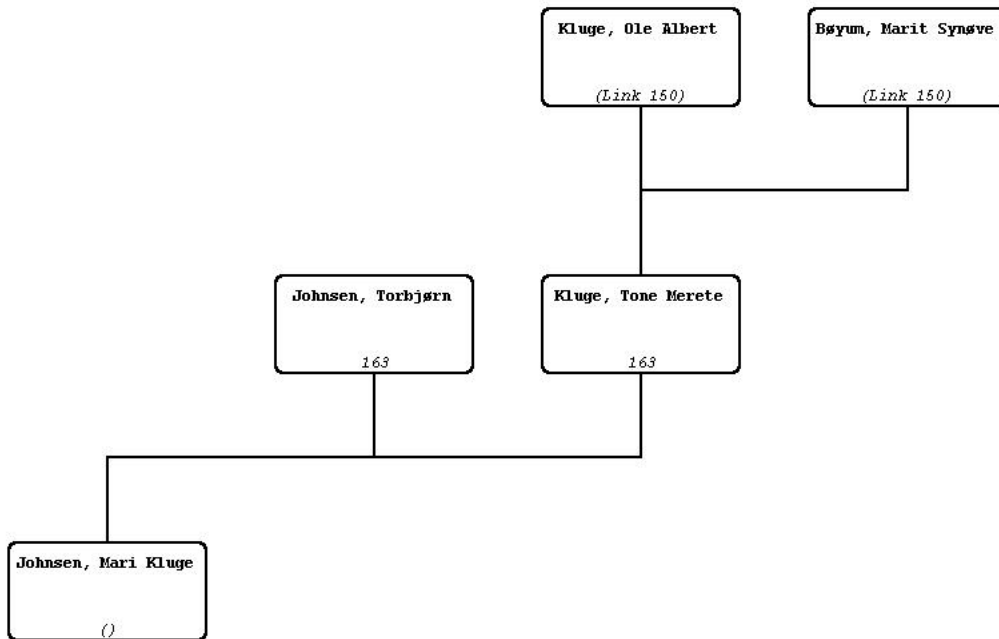 Kluge, Ole Albert
(Link 150)
Bøyum, Marit Synøve
(Link 150)
Johnsen, Torbjørn
163
Kluge, Tone Merete
163
Johnsen, Mari Kluge
()